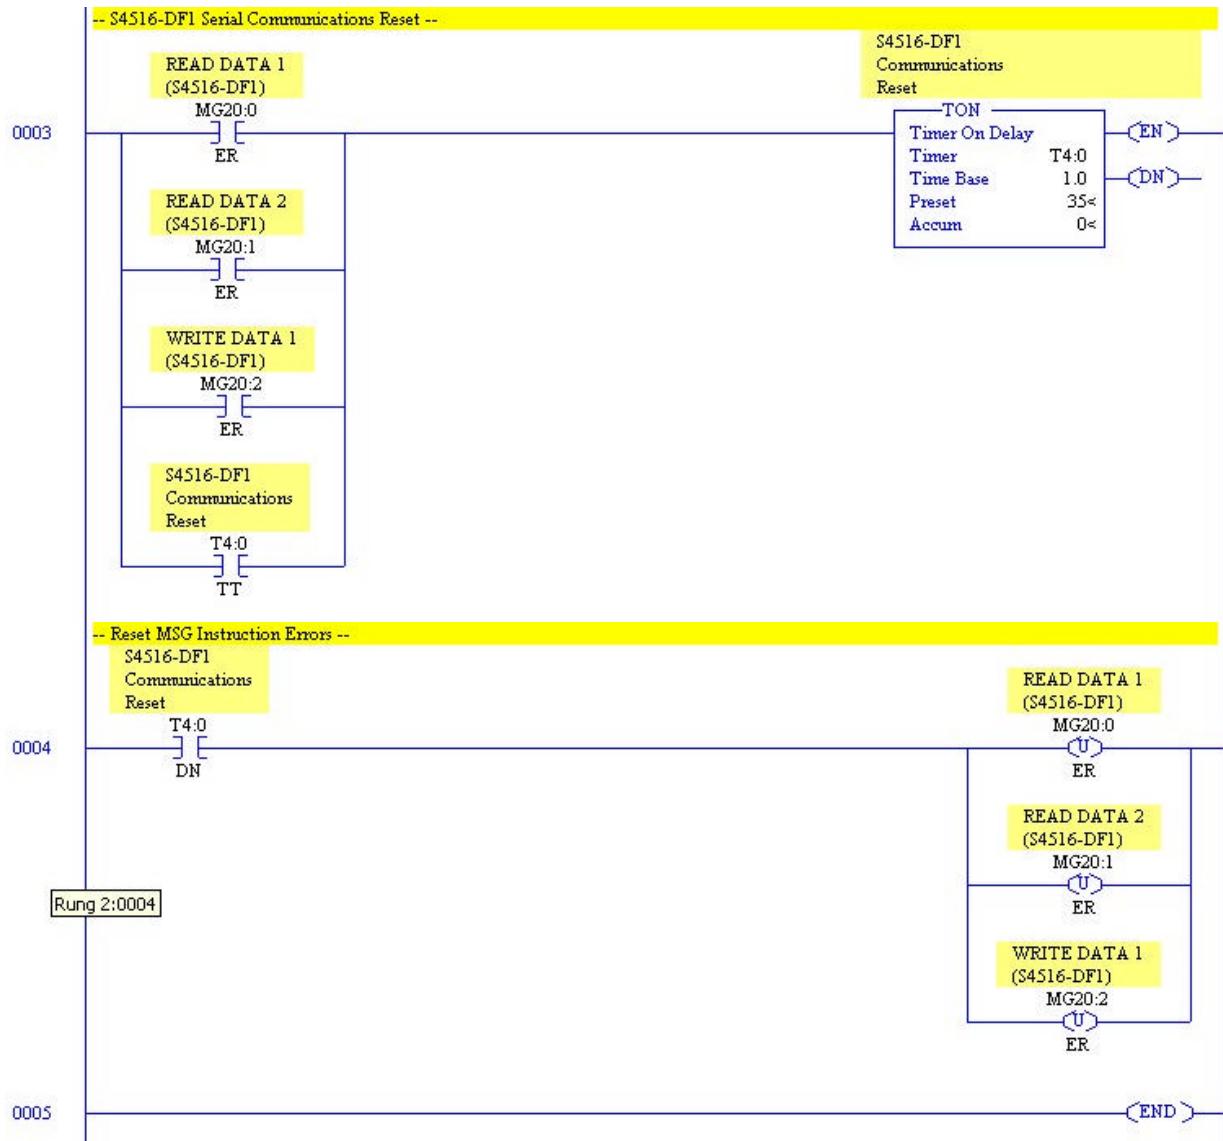 -- S4516-DF1 Serial Communications Reset --
S4516-DF1
Communications
Reset
READ DATA 1
(S4516-DF1)
MG20:0
ER
0003
TON
Timer On Delay
Timer T4:0
Time Base 1.0
Preset 35<
Accum 0<
EN
DN
READ DATA 2
(S4516-DF1)
MG20:1
ER
WRITE DATA 1
(S4516-DF1)
MG20:2
ER
S4516-DF1
Communications
Reset
T4:0
TT
-- Reset MSG Instruction Errors --
S4516-DF1
Communications
Reset
T4:0
DN
0004
READ DATA 1
(S4516-DF1)
MG20:0
U
ER
READ DATA 2
(S4516-DF1)
MG20:1
U
ER
Rung 2:0004
WRITE DATA 1
(S4516-DF1)
MG20:2
U
ER
0005
END